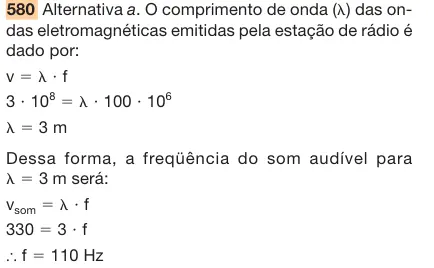 580 Alternativa a. O comprimento de onda (λ) das on-
das eletromagnéticas emitidas pela estação de rádio é
dado por:
v = λ · f
3 · 10⁸ = λ · 100 · 10⁶
λ = 3 m
Dessa forma, a freqüência do som audível para
λ = 3 m será:
vsom = λ · f
330 = 3 · f
∴ f = 110 Hz